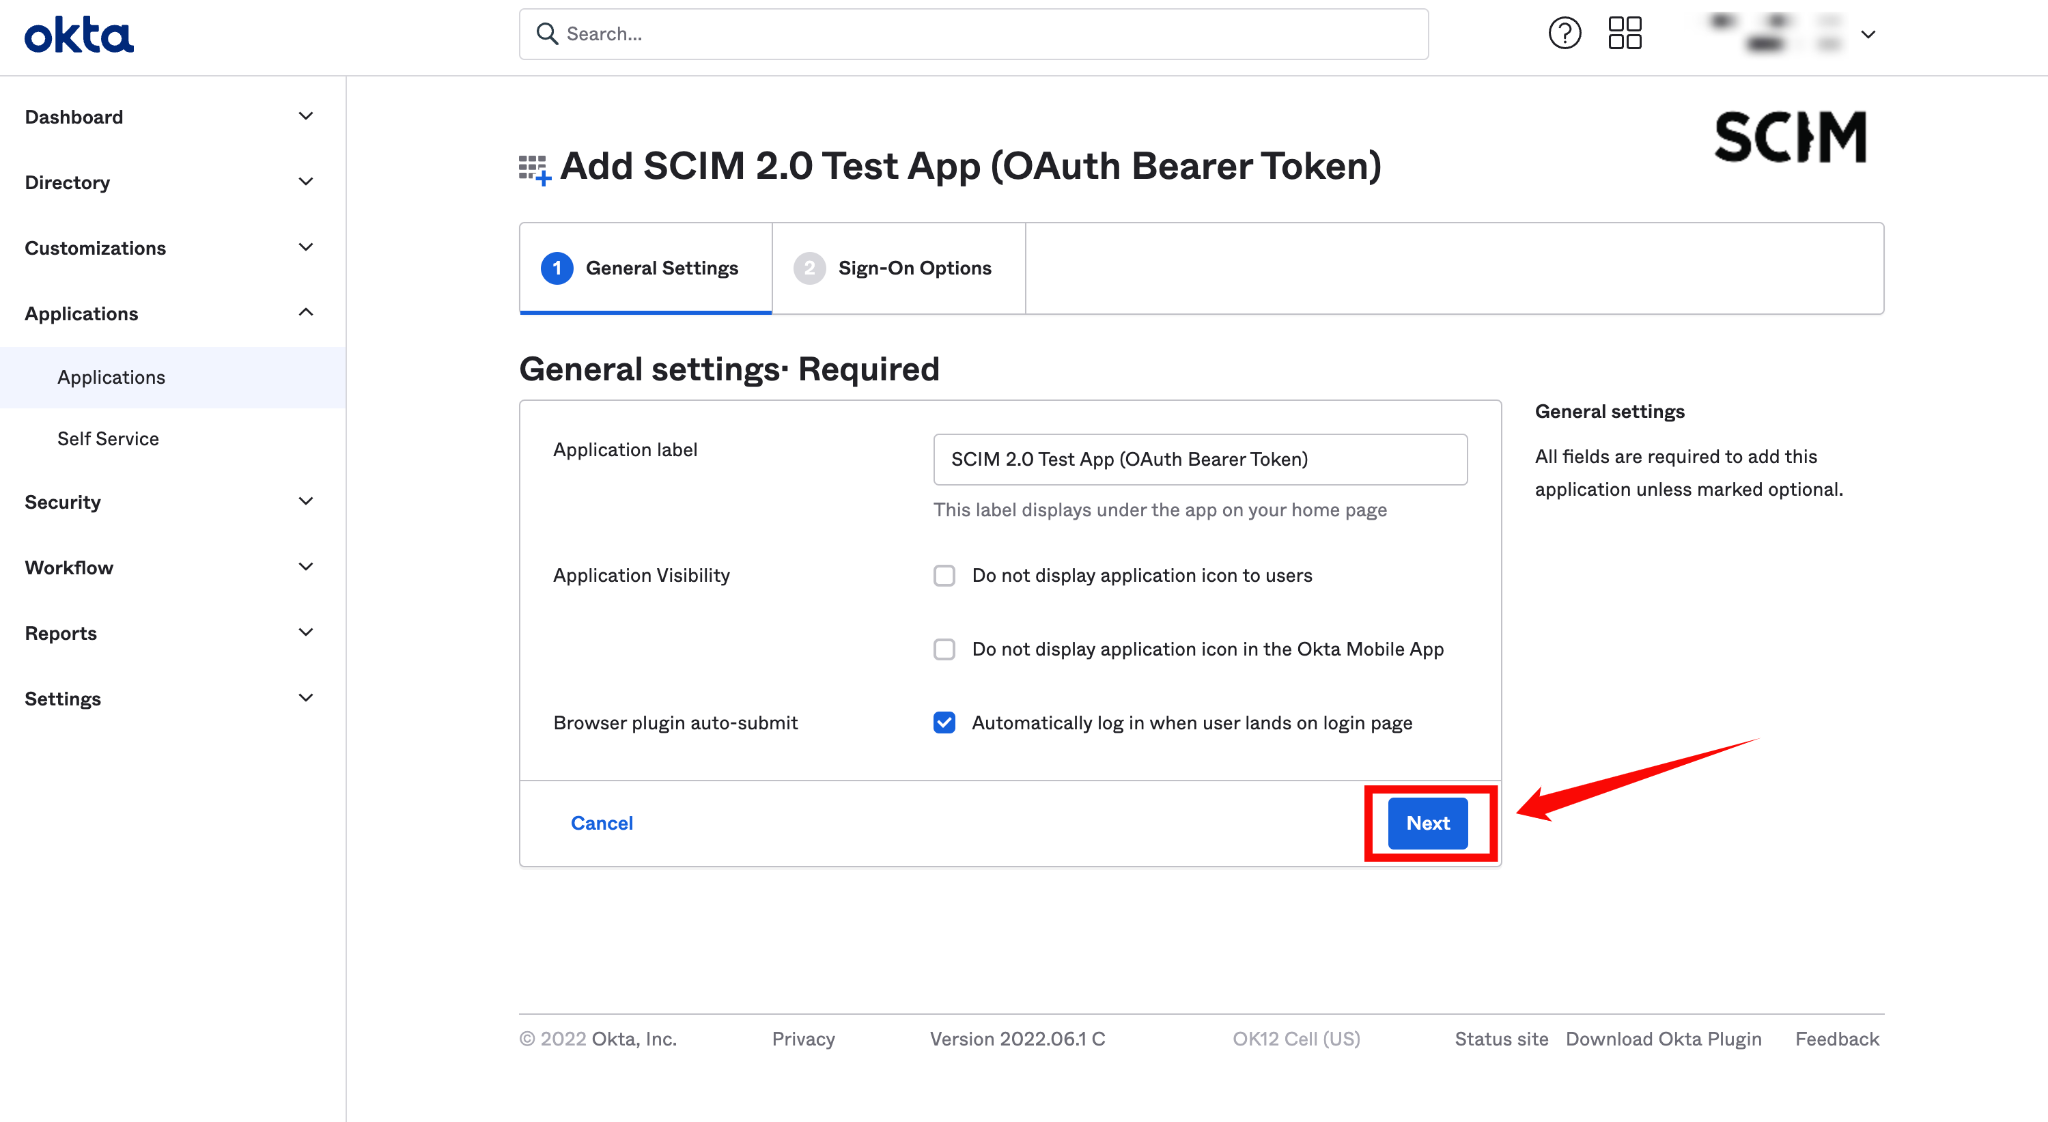 okta
Search...
Dashboard
Directory
Customizations
Applications
Applications
Self Service
Security
Workflow
Reports
Settings
SCIM
Add SCIM 2.0 Test App (OAuth Bearer Token)
1 General Settings
2 Sign-On Options
General settings· Required
Application label
SCIM 2.0 Test App (OAuth Bearer Token)
This label displays under the app on your home page
Application Visibility
Do not display application icon to users
Do not display application icon in the Okta Mobile App
Browser plugin auto-submit
Automatically log in when user lands on login page
Cancel
Next
General settings
All fields are required to add this
application unless marked optional.
© 2022 Okta, Inc. Privacy Version 2022.06.1 C OK12 Cell (US) Status site Download Okta Plugin Feedback